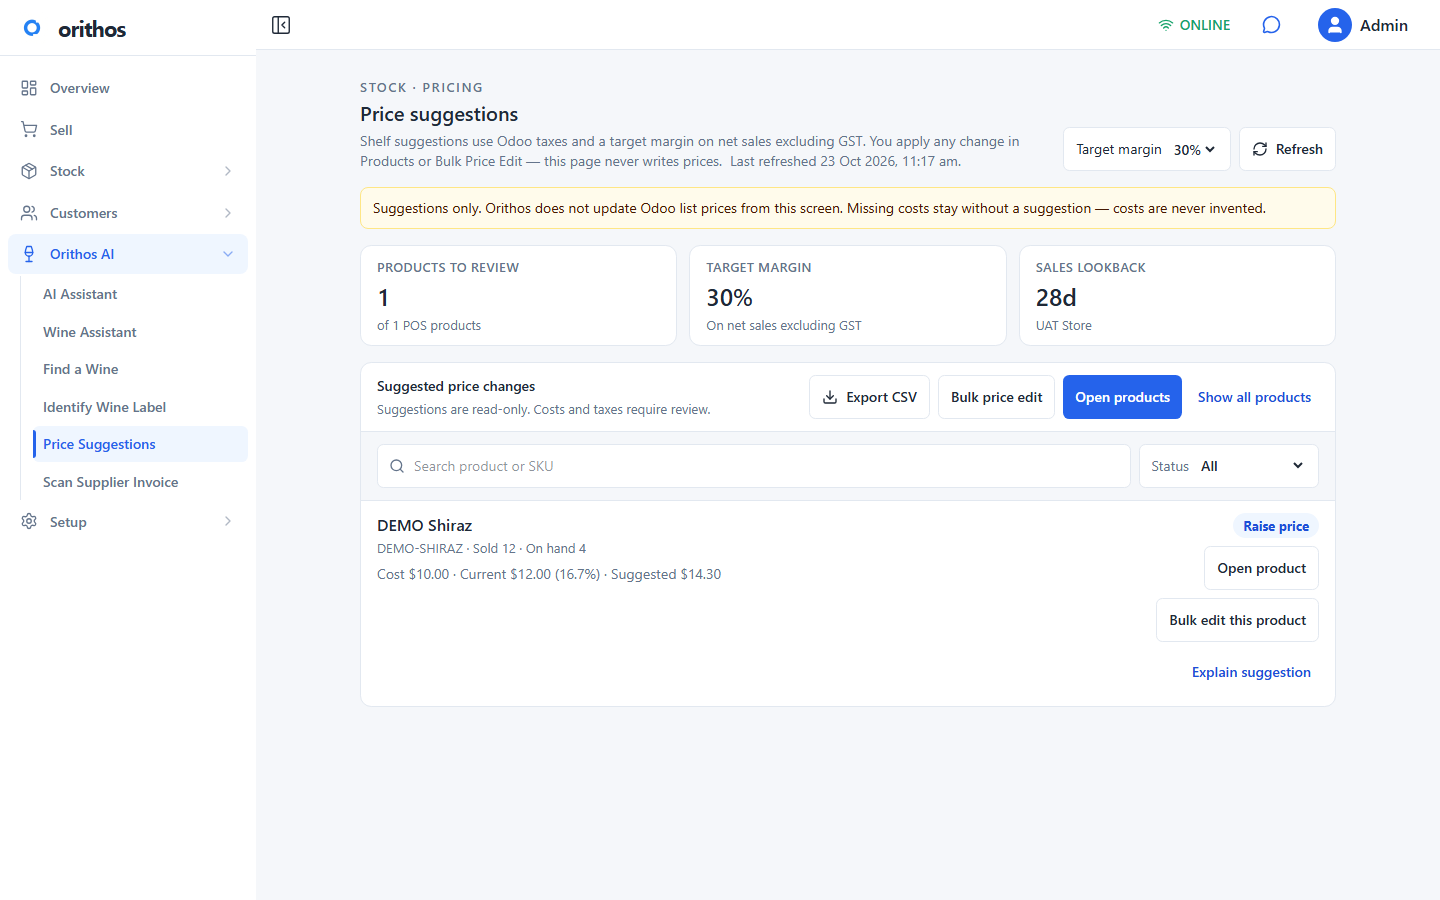 orithos
ONLINE
Admin
Overview
Sell
Stock
Customers
Orithos AI
AI Assistant
Wine Assistant
Find a Wine
Identify Wine Label
Price Suggestions
Scan Supplier Invoice
Setup
STOCK · PRICING
Price suggestions
Shelf suggestions use Odoo taxes and a target margin on net sales excluding GST. You apply any change in
Products or Bulk Price Edit — this page never writes prices. Last refreshed 23 Oct 2026, 11:17 am.
Target margin 30%
Refresh
Suggestions only. Orithos does not update Odoo list prices from this screen. Missing costs stay without a suggestion — costs are never invented.
PRODUCTS TO REVIEW
1
of 1 POS products
TARGET MARGIN
30%
On net sales excluding GST
SALES LOOKBACK
28d
UAT Store
Suggested price changes
Suggestions are read-only. Costs and taxes require review.
Export CSV
Bulk price edit
Open products
Show all products
Search product or SKU
Status All
DEMO Shiraz
DEMO-SHIRAZ · Sold 12 · On hand 4
Cost $10.00 · Current $12.00 (16.7%) · Suggested $14.30
Raise price
Open product
Bulk edit this product
Explain suggestion